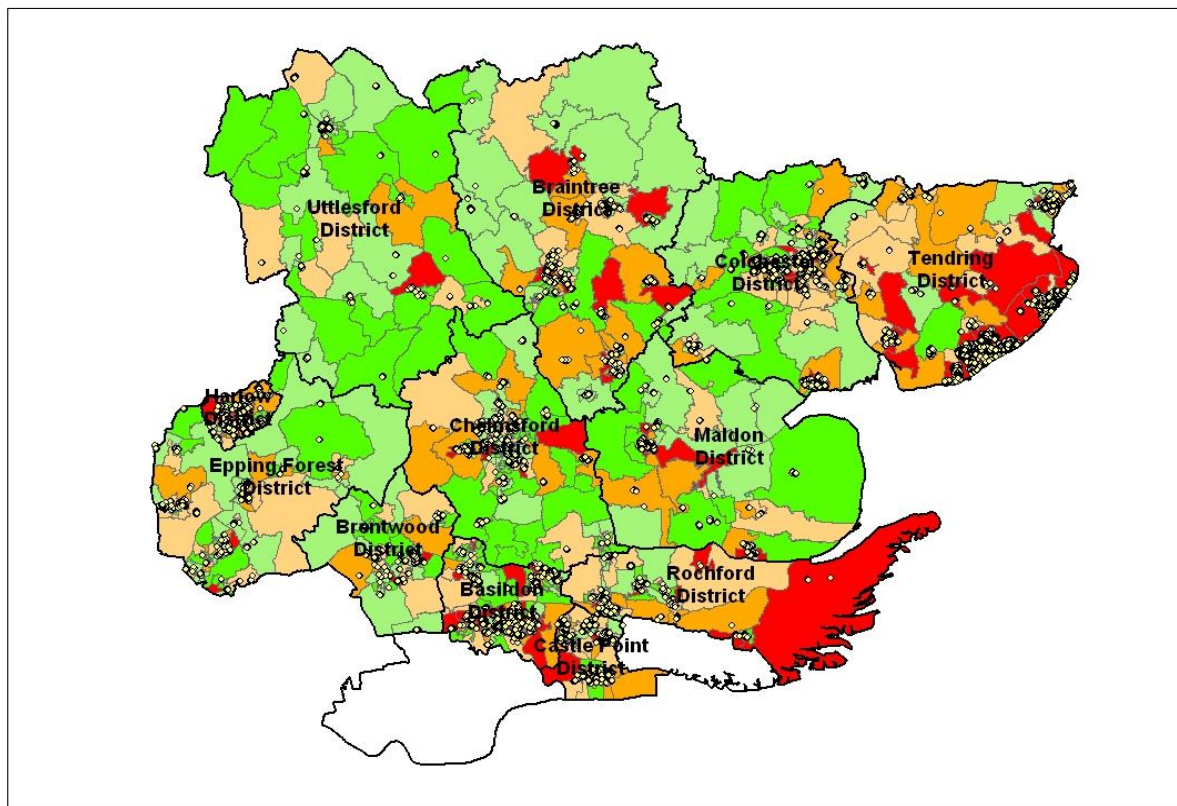 Braintree
District
Uttlesford
District
Colchester
District
Tendring
District
Harlow
District
Chelmsford
District
Maldon
District
Epping Forest
District
Brentwood
District
Rochford
District
Basildon
District
Castle Point
District